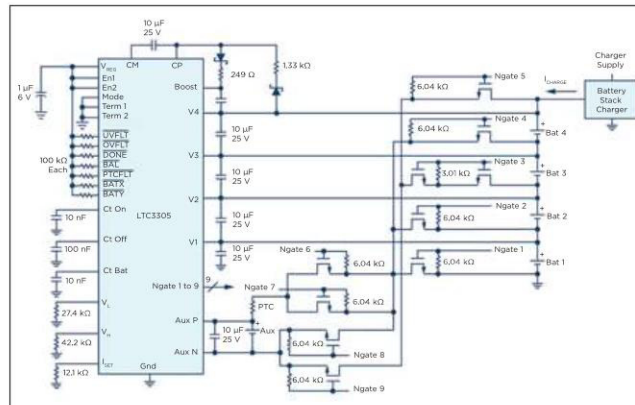 10 µF
25 V
CM
CP
1,33 kΩ
249 Ω
Boost
1 µF
6 V
V_REG
En1
En2
Mode
Term 1
Term 2
UVFLT
OVFLT
DONE
BAL
PTCFLT
BATX
BATY
100 kΩ
Each
Ct On
10 nF
Ct Off
100 nF
Ct Bat
10 nF
V_L
27,4 kΩ
V_H
42,2 kΩ
I_SET
12,1 kΩ
LTC3305
Gnd
V4
10 µF
25 V
V3
10 µF
25 V
V2
10 µF
25 V
V1
10 µF
25 V
Ngate 1 to 9
9
Aux P
Aux N
10 µF
25 V
PTC
Aux
+
6,04 kΩ
Ngate 5
I_CHARGE
Charger
Supply
Battery
Stack
Charger
Ngate 4
6,04 kΩ
+
Bat 4
Ngate 3
3,01 kΩ
+
Bat 3
Ngate 2
6,04 kΩ
+
Bat 2
Ngate 1
6,04 kΩ
+
Bat 1
Ngate 6
6,04 kΩ
Ngate 7
6,04 kΩ
6,04 kΩ
Ngate 8
6,04 kΩ
Ngate 9